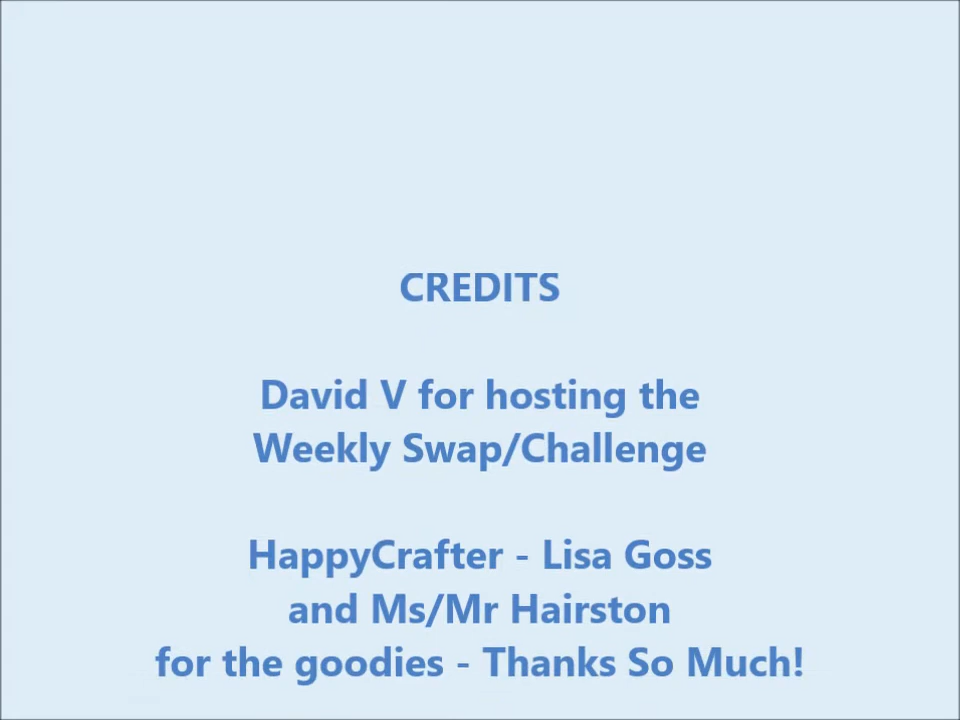 CREDITS
David V for hosting the
Weekly Swap/Challenge
HappyCrafter - Lisa Goss
and Ms/Mr Hairston
for the goodies - Thanks So Much!